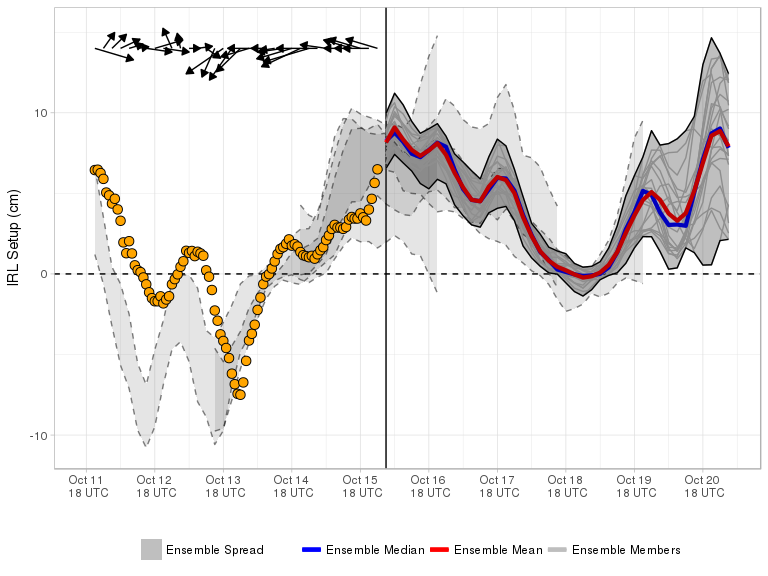 IRL Setup (cm)
10
0
-10
Oct 11 Oct 12 Oct 13 Oct 14 Oct 15 Oct 16 Oct 17 Oct 18 Oct 19 Oct 20
18 UTC 18 UTC 18 UTC 18 UTC 18 UTC 18 UTC 18 UTC 18 UTC 18 UTC 18 UTC
Ensemble Spread Ensemble Median Ensemble Mean Ensemble Members